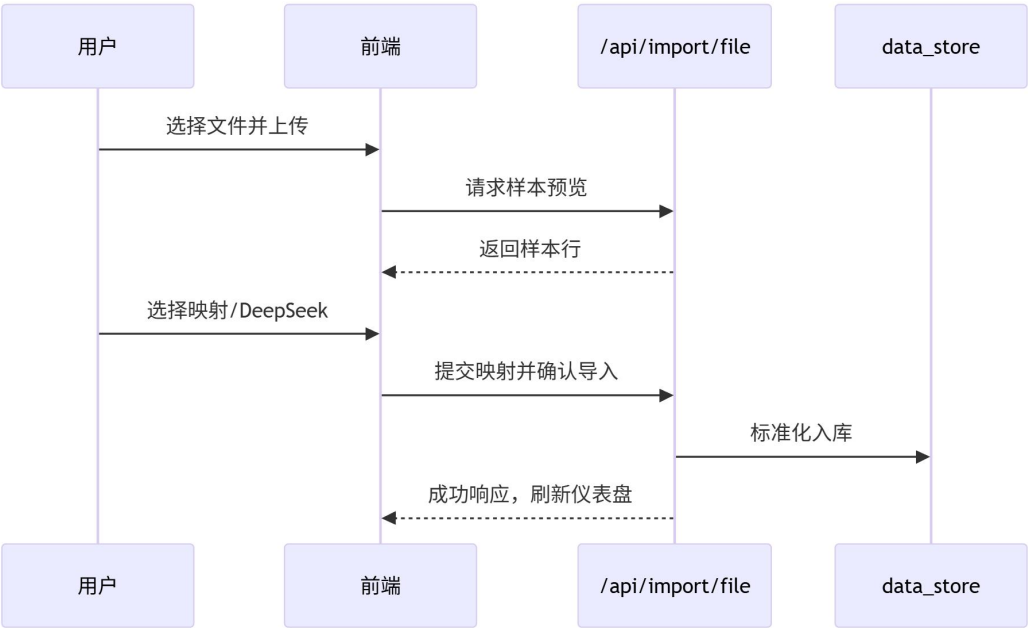 用户
前端
/api/import/file
data_store
选择文件并上传
请求样本预览
返回样本行
选择映射/DeepSeek
提交映射并确认导入
标准化入库
成功响应，刷新仪表盘
用户
前端
/api/import/file
data_store